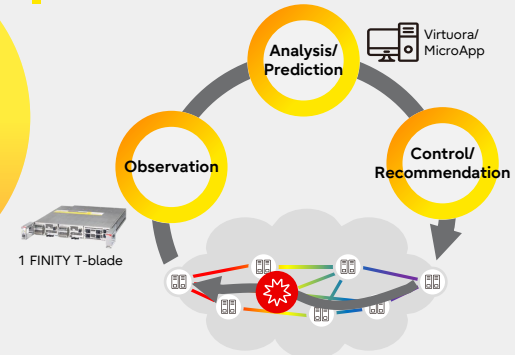 Analysis/
Prediction
Virtuora/
MicroApp
Observation
Control/
Recommendation
1 FINITY T-blade